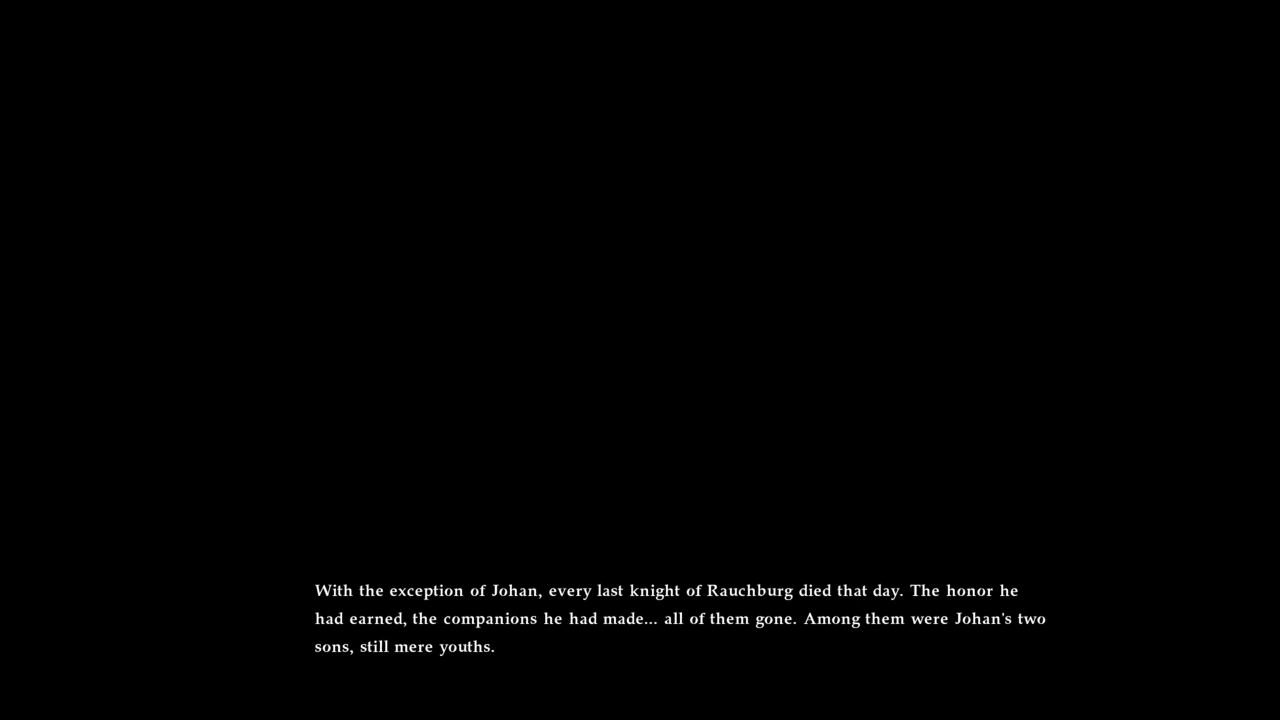 With the exception of Johan, every last knight of Rauchburg died that day. The honor he
had earned, the companions he had made... all of them gone. Among them were Johan's two
sons, still mere youths.